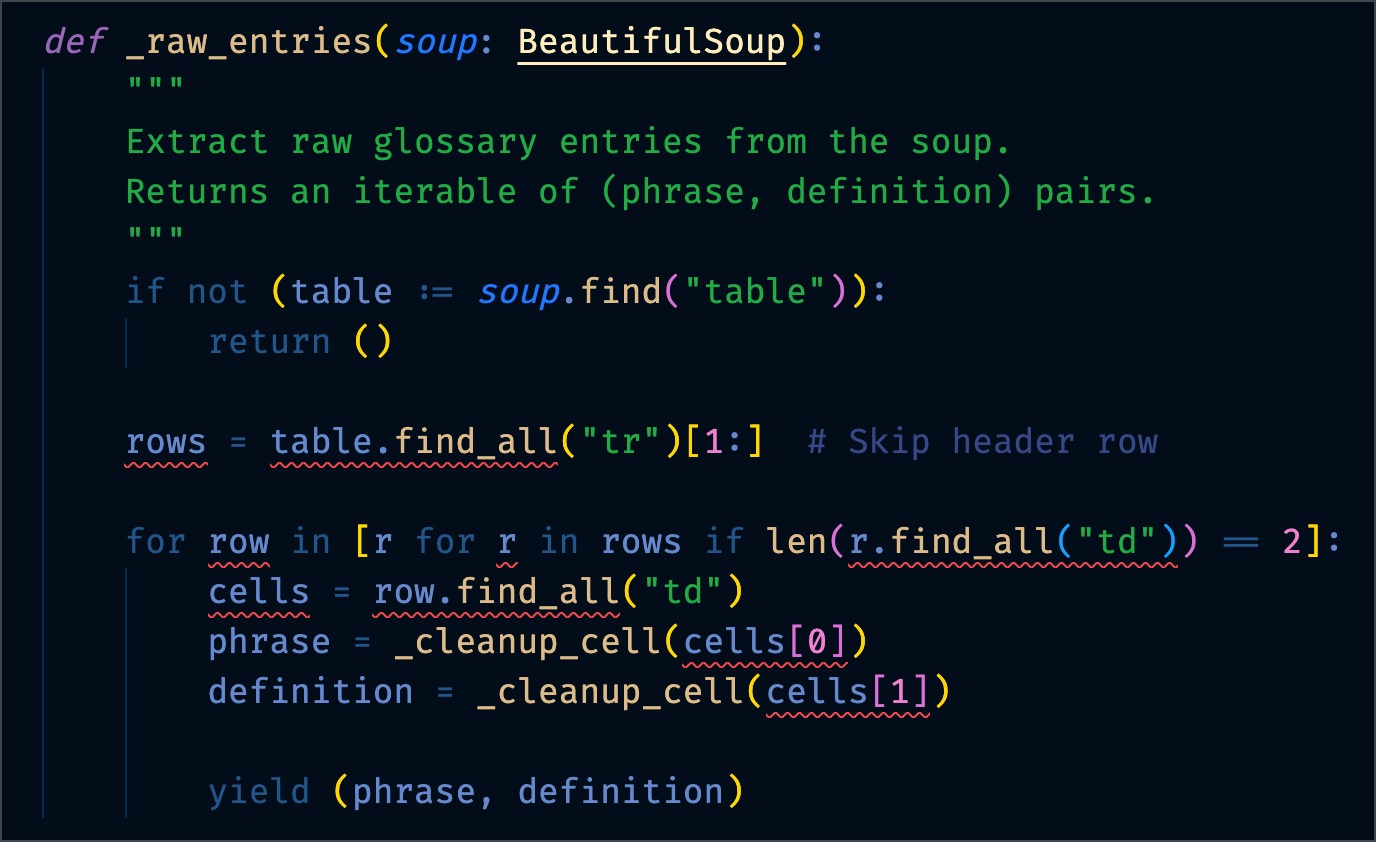 def _raw_entries(soup: BeautifulSoup):
    """
    Extract raw glossary entries from the soup.
    Returns an iterable of (phrase, definition) pairs.
    """
    if not (table := soup.find("table")):
        return ()

    rows = table.find_all("tr")[1:]  # Skip header row

    for row in [r for r in rows if len(r.find_all("td")) == 2]:
        cells = row.find_all("td")
        phrase = _cleanup_cell(cells[0])
        definition = _cleanup_cell(cells[1])

        yield (phrase, definition)